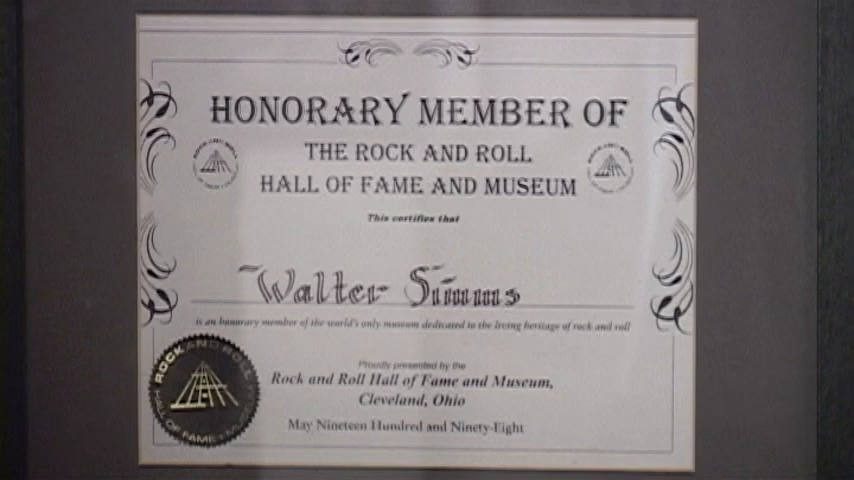 HONORARY MEMBER OF
THE ROCK AND ROLL
HALL OF FAME AND MUSEUM
This certifies that
Walter Simms
is an honorary member of the world's only museum dedicated to the living heritage of rock and roll
Proudly presented by the
Rock and Roll Hall of Fame and Museum,
Cleveland, Ohio
May Nineteen Hundred and Ninety-Eight
ROCK AND ROLL
HALL OF FAME + MUSEUM